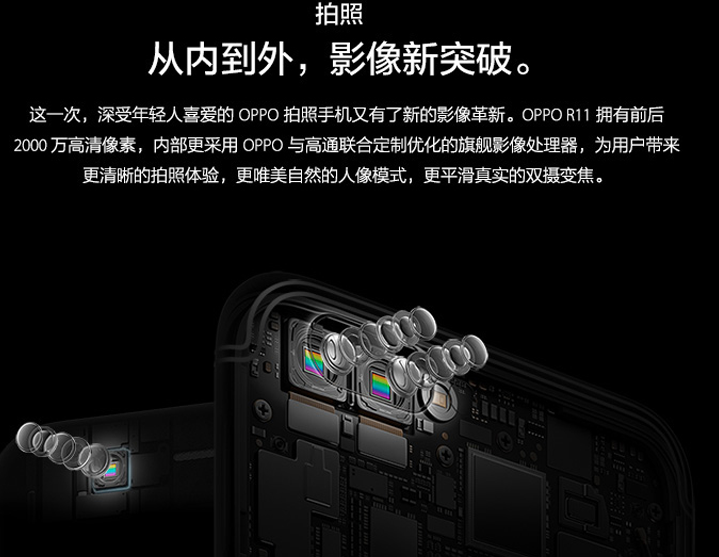 拍照
从内到外，影像新突破。
这一次，深受年轻人喜爱的 OPPO 拍照手机又有了新的影像革新。OPPO R11 拥有前后
2000 万高清像素，内部更采用 OPPO 与高通联合定制优化的旗舰影像处理器，为用户带来
更清晰的拍照体验，更唯美自然的人像模式，更平滑真实的双摄变焦。